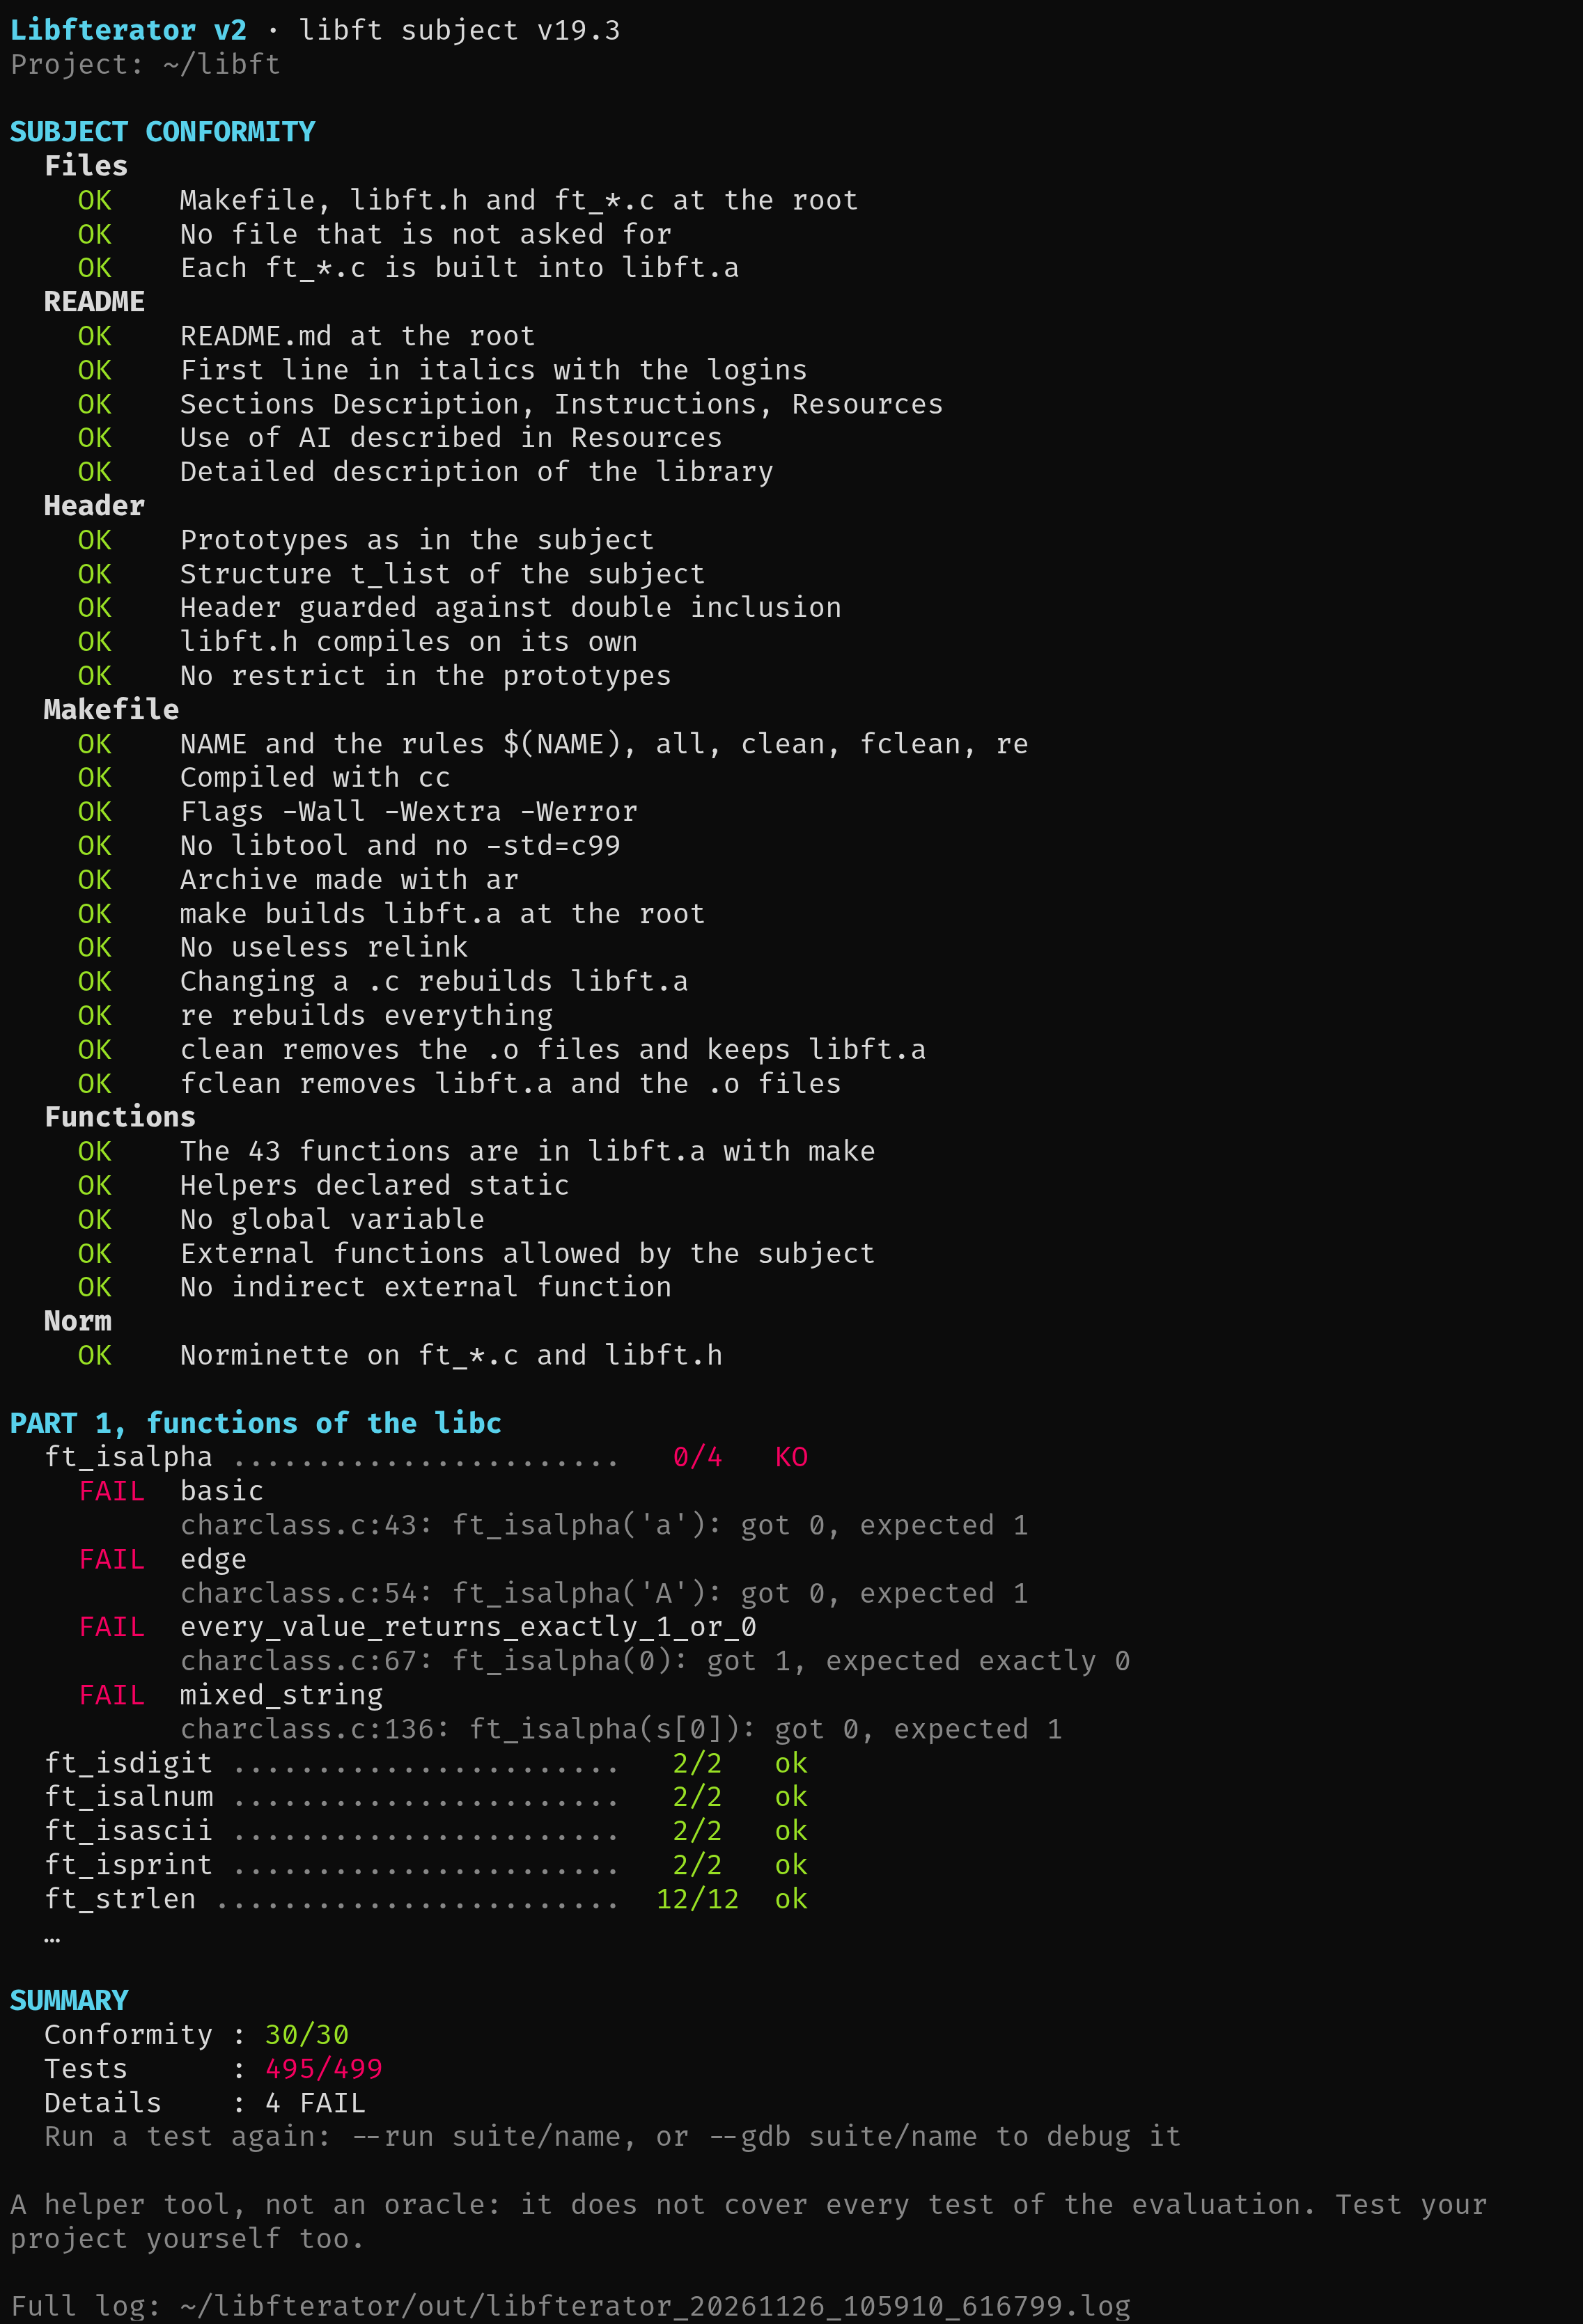 Libfterator v2 · libft subject v19.3
Project: ~/libft
SUBJECT CONFORMITY
Files
OK Makefile, libft.h and ft_*.c at the root
OK No file that is not asked for
OK Each ft_*.c is built into libft.a
README
OK README.md at the root
OK First line in italics with the logins
OK Sections Description, Instructions, Resources
OK Use of AI described in Resources
OK Detailed description of the library
Header
OK Prototypes as in the subject
OK Structure t_list of the subject
OK Header guarded against double inclusion
OK libft.h compiles on its own
OK No restrict in the prototypes
Makefile
OK NAME and the rules $(NAME), all, clean, fclean, re
OK Compiled with cc
OK Flags -Wall -Wextra -Werror
OK No libtool and no -std=c99
OK Archive made with ar
OK make builds libft.a at the root
OK No useless relink
OK Changing a .c rebuilds libft.a
OK re rebuilds everything
OK clean removes the .o files and keeps libft.a
OK fclean removes libft.a and the .o files
Functions
OK The 43 functions are in libft.a with make
OK Helpers declared static
OK No global variable
OK External functions allowed by the subject
OK No indirect external function
Norm
OK Norminette on ft_*.c and libft.h
PART 1, functions of the libc
ft_isalpha ....................... 0/4 KO
FAIL basic
charclass.c:43: ft_isalpha('a'): got 0, expected 1
FAIL edge
charclass.c:54: ft_isalpha('A'): got 0, expected 1
FAIL every_value_returns_exactly_1_or_0
charclass.c:67: ft_isalpha(0): got 1, expected exactly 0
FAIL mixed_string
charclass.c:136: ft_isalpha(s[0]): got 0, expected 1
ft_isdigit ....................... 2/2 ok
ft_isalnum ....................... 2/2 ok
ft_isascii ....................... 2/2 ok
ft_isprint ....................... 2/2 ok
ft_strlen ........................ 12/12 ok
…
SUMMARY
Conformity : 30/30
Tests : 495/499
Details : 4 FAIL
Run a test again: --run suite/name, or --gdb suite/name to debug it
A helper tool, not an oracle: it does not cover every test of the evaluation. Test your
project yourself too.
Full log: ~/libfterator/out/libfterator_20261126_105910_616799.log